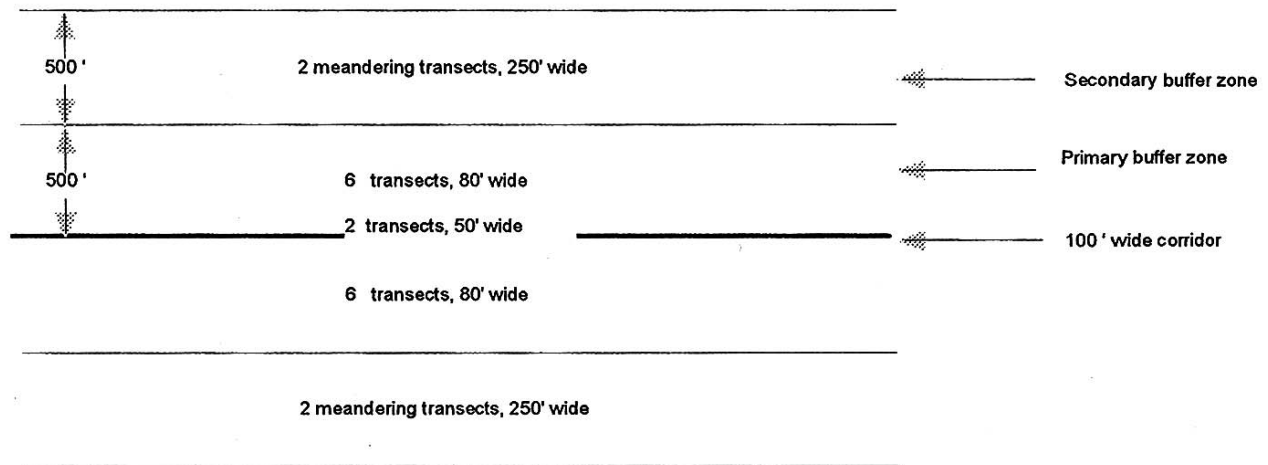 500 '
2 meandering transects, 250' wide
Secondary buffer zone
Primary buffer zone
500 '
6 transects, 80' wide
2 transects, 50' wide
100 ' wide corridor
6 transects, 80' wide
2 meandering transects, 250' wide